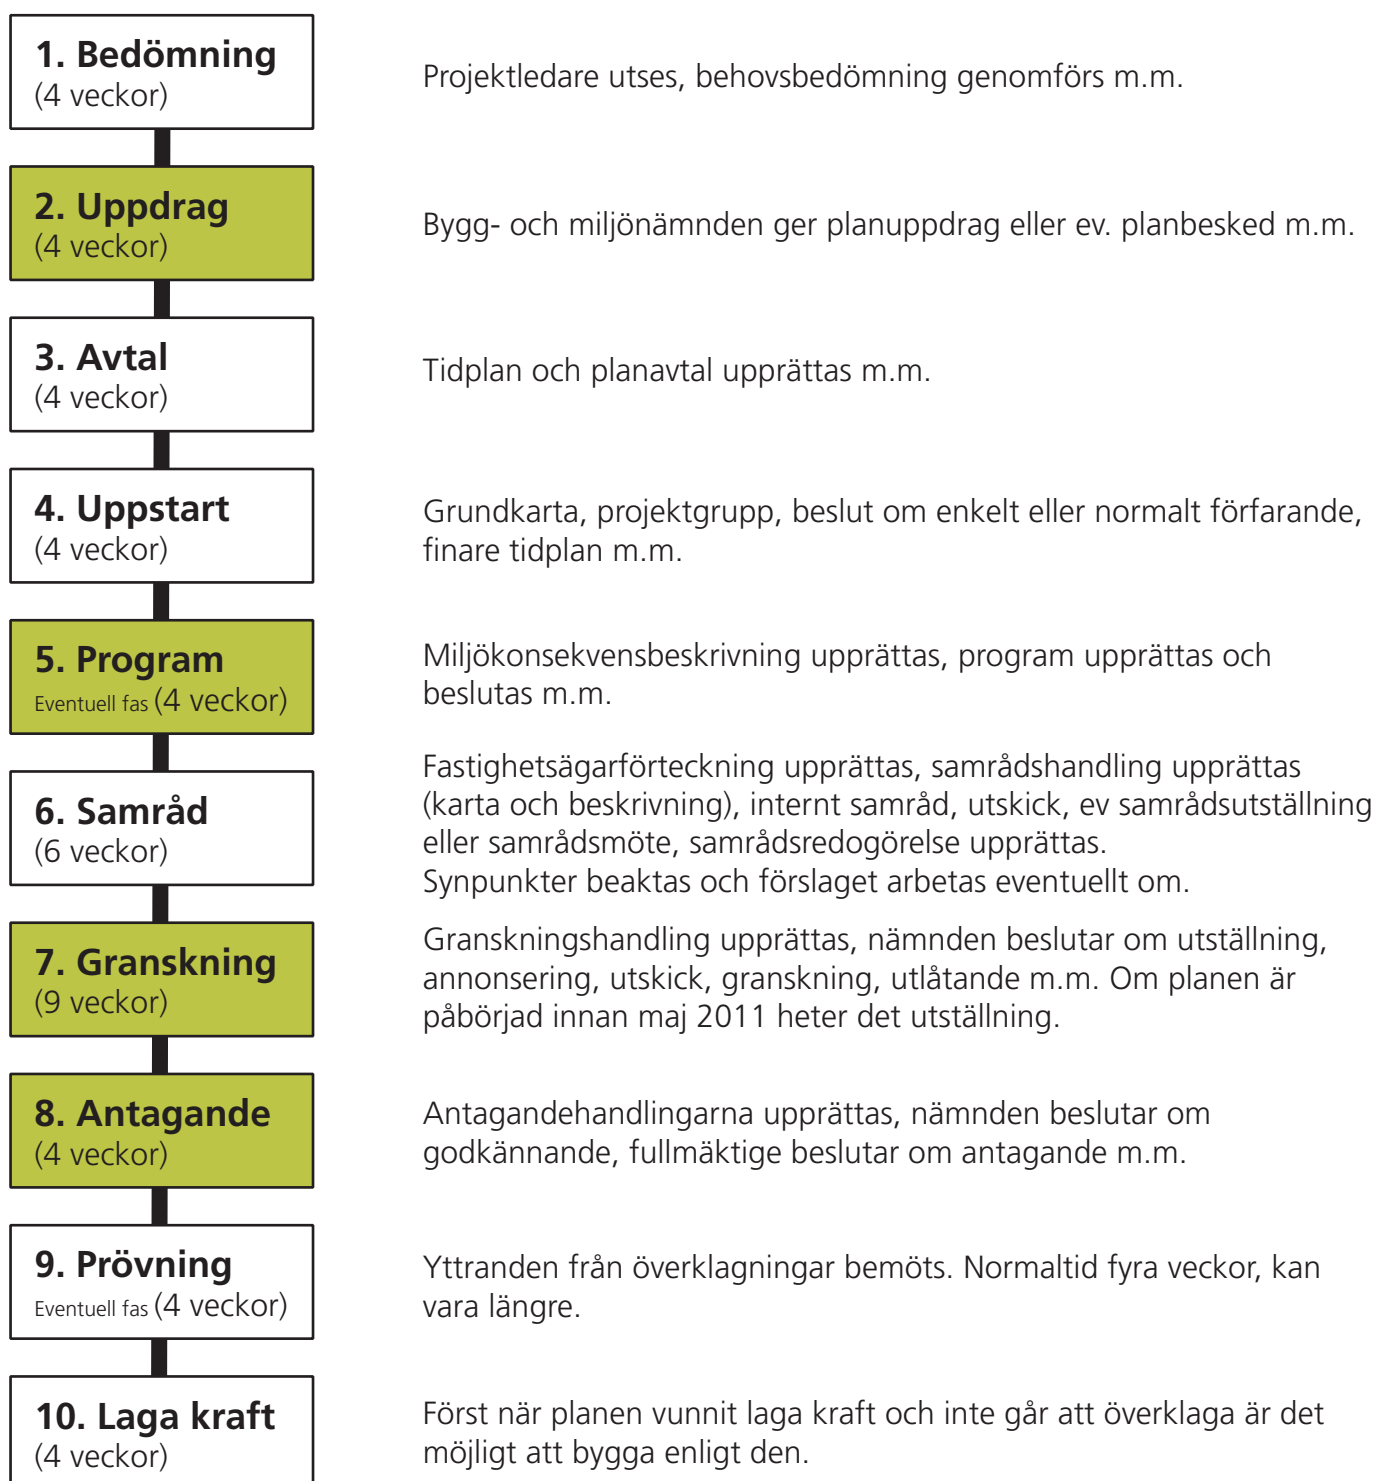 1. Bedömning
(4 veckor)
Projektledare utses, behovsbedömning genomförs m.m.
2. Uppdrag
(4 veckor)
Bygg- och miljönämnden ger planuppdrag eller ev. planbesked m.m.
3. Avtal
(4 veckor)
Tidplan och planavtal upprättas m.m.
4. Uppstart
(4 veckor)
Grundkarta, projektgrupp, beslut om enkelt eller normalt förfarande,
finare tidplan m.m.
5. Program
Eventuell fas (4 veckor)
Miljökonsekvensbeskrivning upprättas, program upprättas och
beslutas m.m.
6. Samråd
(6 veckor)
Fastighetsägarförteckning upprättas, samrådshandling upprättas
(karta och beskrivning), internt samråd, utskick, ev samrådsutställning
eller samrådsmöte, samrådsredogörelse upprättas.
Synpunkter beaktas och förslaget arbetas eventuellt om.
7. Granskning
(9 veckor)
Granskningshandling upprättas, nämnden beslutar om utställning,
annonsering, utskick, granskning, utlåtande m.m. Om planen är
påbörjad innan maj 2011 heter det utställning.
8. Antagande
(4 veckor)
Antagandehandlingarna upprättas, nämnden beslutar om
godkännande, fullmäktige beslutar om antagande m.m.
9. Prövning
Eventuell fas (4 veckor)
Yttranden från överklagningar bemöts. Normaltid fyra veckor, kan
vara längre.
10. Laga kraft
(4 veckor)
Först när planen vunnit laga kraft och inte går att överklaga är det
möjligt att bygga enligt den.